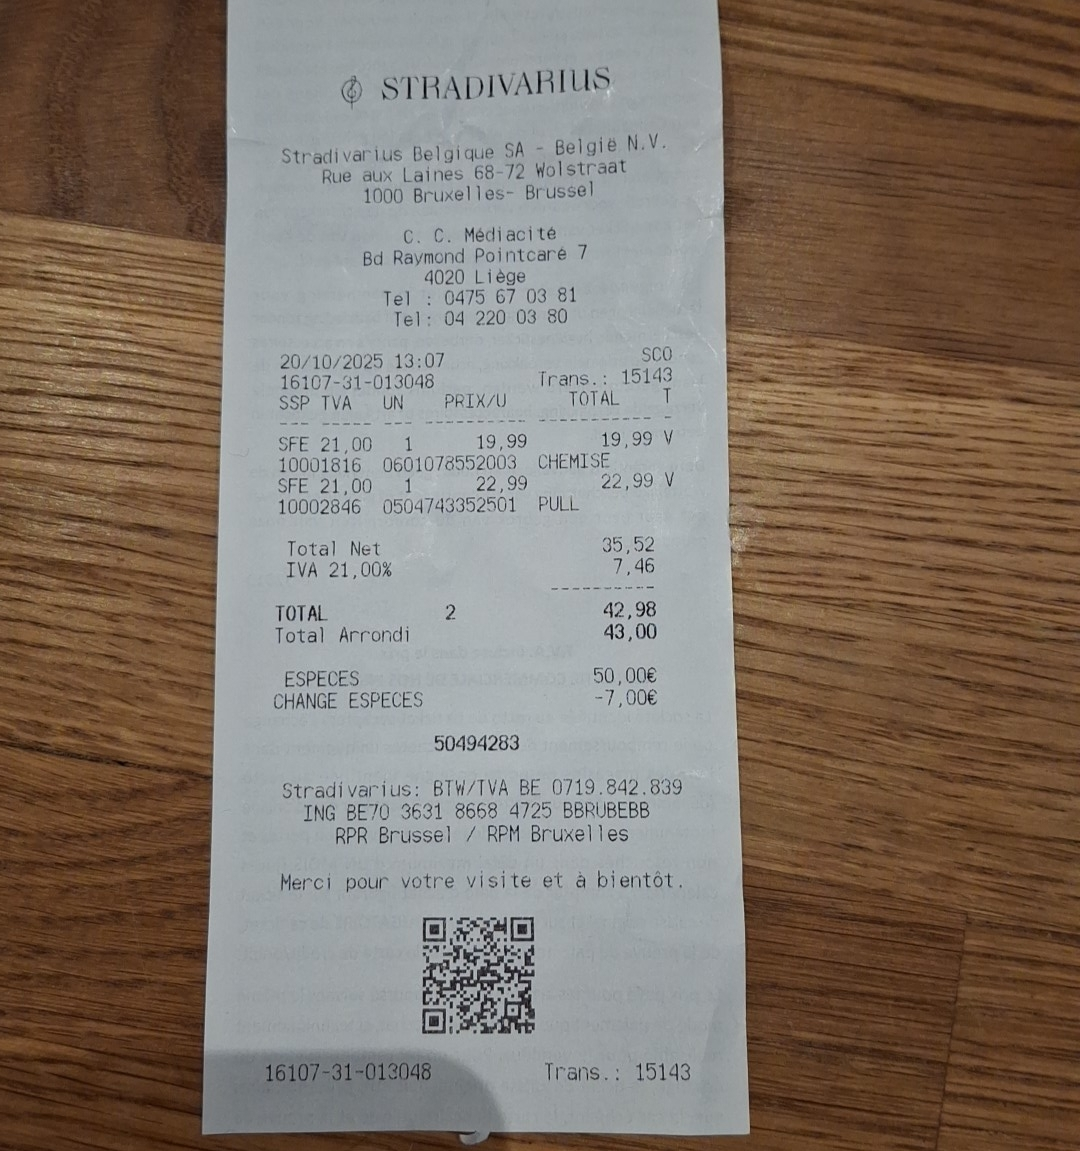 STRADIVARIUS
Stradivarius Belgique SA - België N.V.
Rue aux Laines 68-72 Wolstraat
1000 Bruxelles- Brussel
C. C. Médiacité
Bd Raymond Pointcaré 7
4020 Liège
Tel : 0475 67 03 81
Tel: 04 220 03 80
20/10/2025 13:07 SCO
16107-31-013048 Trans.: 15143
SSP TVA UN PRIX/U TOTAL T
--- ----- --- ---------- ---------- -
SFE 21,00 1 19,99 19,99 V
10001816 0601078552003 CHEMISE
SFE 21,00 1 22,99 22,99 V
10002846 0504743352501 PULL
Total Net 35,52
IVA 21,00% 7,46
----------
TOTAL 2 42,98
Total Arrondi 43,00
ESPECES 50,00€
CHANGE ESPECES -7,00€
50494283
Stradivarius: BTW/TVA BE 0719.842.839
ING BE70 3631 8668 4725 BBRUBEBB
RPR Brussel / RPM Bruxelles
Merci pour votre visite et à bientôt.
16107-31-013048 Trans.: 15143